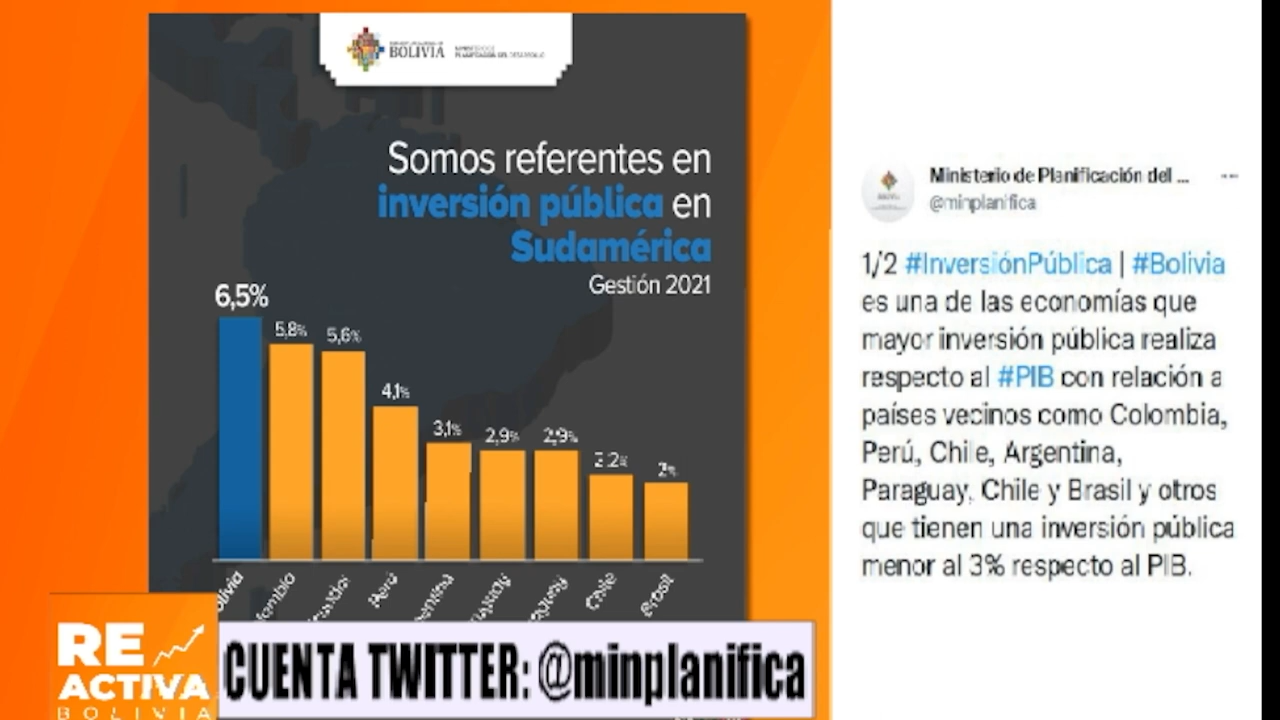 BOLIVIA
Somos referentes en
inversión pública en
Sudamérica
Gestión 2021
6,5%
5,8%
5,6%
4,1%
3,1%
2,9%
2,9%
2,2%
2%
Perú
Chile
Brasil
RE
ACTIVA
BOLIVIA
CUENTA TWITTER: @minplanifica
Ministerio de Planificación del ...
@minplanifica
1/2 #InversiónPública | #Bolivia
es una de las economías que
mayor inversión pública realiza
respecto al #PIB con relación a
países vecinos como Colombia,
Perú, Chile, Argentina,
Paraguay, Chile y Brasil y otros
que tienen una inversión pública
menor al 3% respecto al PIB.